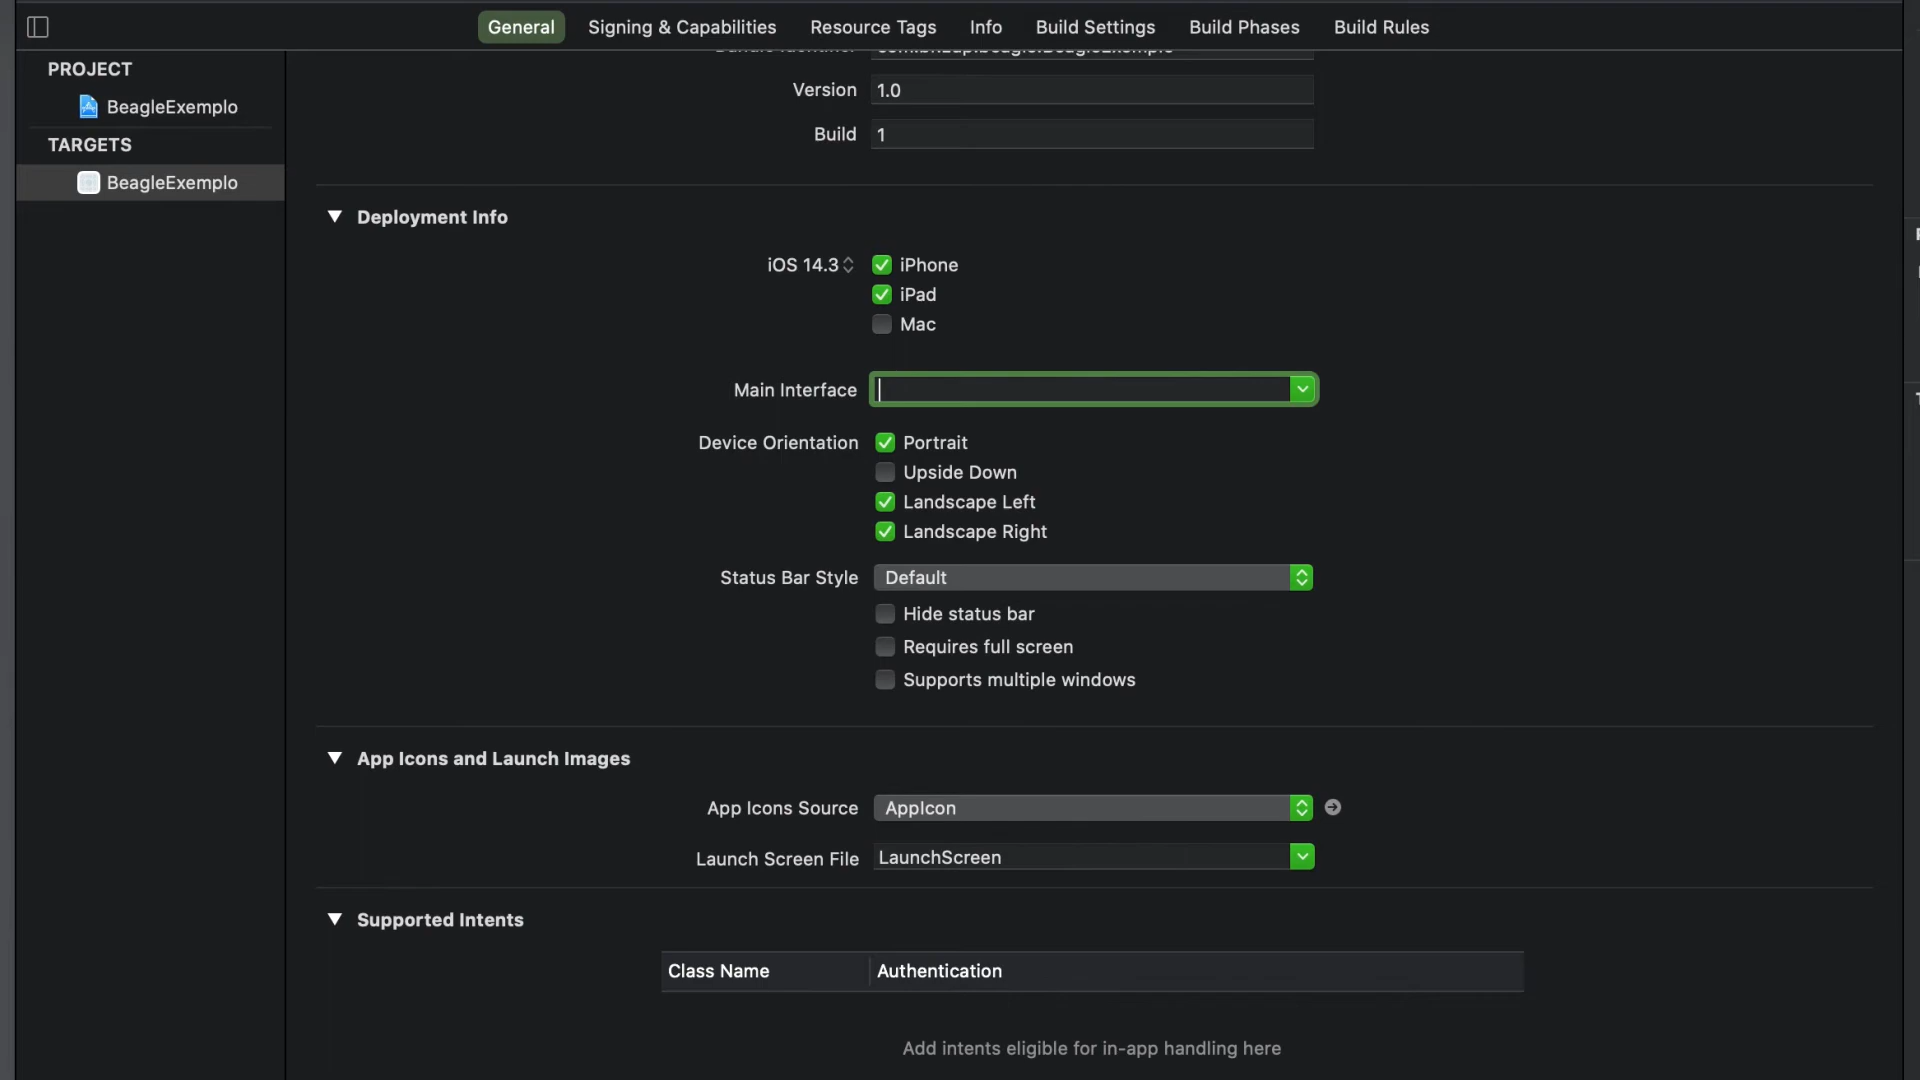 General Signing & Capabilities Resource Tags Info Build Settings Build Phases Build Rules
PROJECT
BeagleExemplo
TARGETS
BeagleExemplo
Version 1.0
Build 1
Deployment Info
iOS 14.3 iPhone
iPad
Mac
Main Interface
Device Orientation Portrait
Upside Down
Landscape Left
Landscape Right
Status Bar Style Default
Hide status bar
Requires full screen
Supports multiple windows
App Icons and Launch Images
App Icons Source AppIcon
Launch Screen File LaunchScreen
Supported Intents
Class Name Authentication
Add intents eligible for in-app handling here